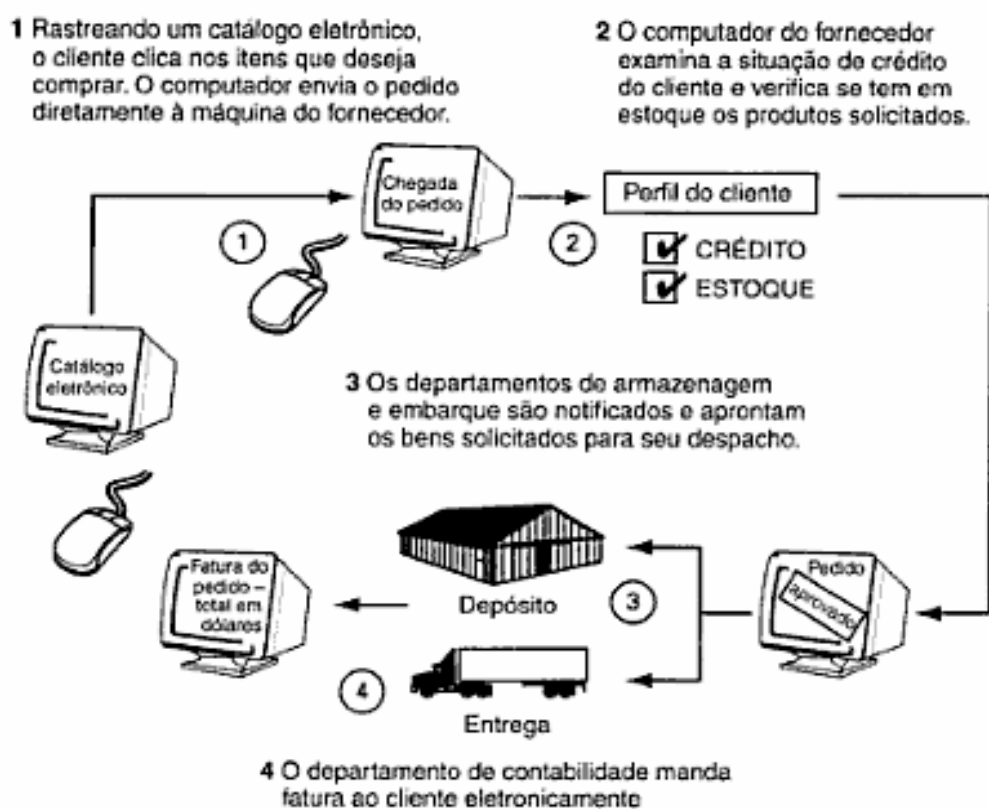 1 Rastreando um catálogo eletrônico,
o cliente clica nos itens que deseja
comprar. O computador envia o pedido
diretamente à máquina do fornecedor.
2 O computador do fornecedor
examina a situação de crédito
do cliente e verifica se tem em
estoque os produtos solicitados.
Chegada
do pedido
Perfil do cliente
1
2
CRÉDITO
ESTOQUE
Catálogo
eletrônico
3 Os departamentos de armazenagem
e embarque são notificados e aprontam
os bens solicitados para seu despacho.
Fatura do
pedido –
total em
dólares
Depósito
3
Pedido
aprovado
4
Entrega
4 O departamento de contabilidade manda
fatura ao cliente eletronicamente